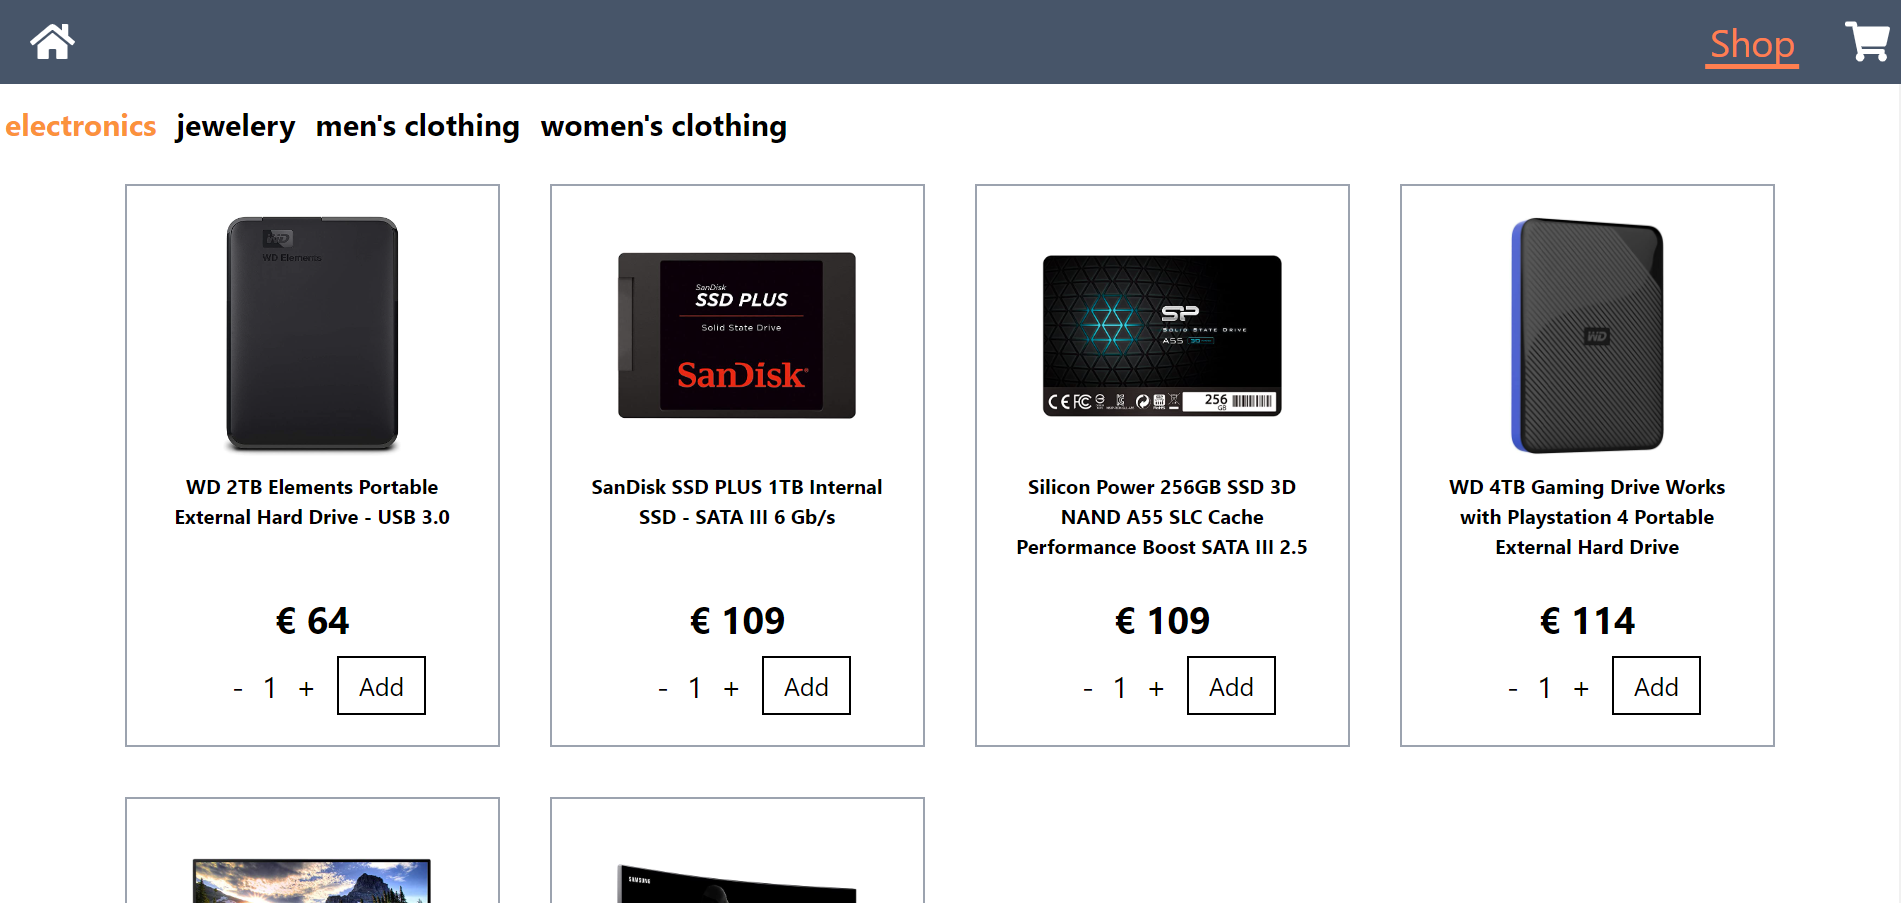 Shop
electronics jewelery men's clothing women's clothing
WD
WD Elements
SanDisk
SSD PLUS
Solid State Drive
SanDisk
SP
SOLID STATE DRIVE
A55
256
GB
WD
WD 2TB Elements Portable
External Hard Drive - USB 3.0
SanDisk SSD PLUS 1TB Internal
SSD - SATA III 6 Gb/s
Silicon Power 256GB SSD 3D
NAND A55 SLC Cache
Performance Boost SATA III 2.5
WD 4TB Gaming Drive Works
with Playstation 4 Portable
External Hard Drive
€ 64
€ 109
€ 109
€ 114
- 1 + Add
- 1 + Add
- 1 + Add
- 1 + Add
SAMSUNG